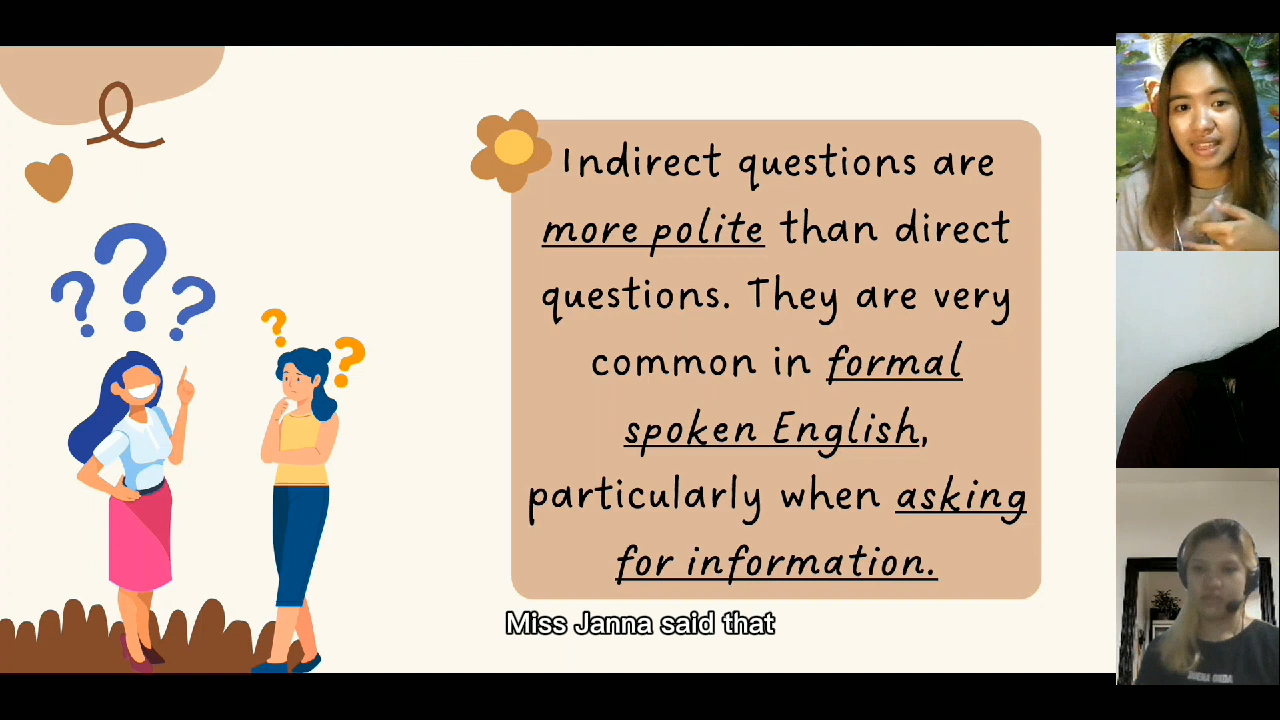 Indirect questions are
more polite than direct
questions. They are very
common in formal
spoken English,
particularly when asking
for information.
Miss Janna said that